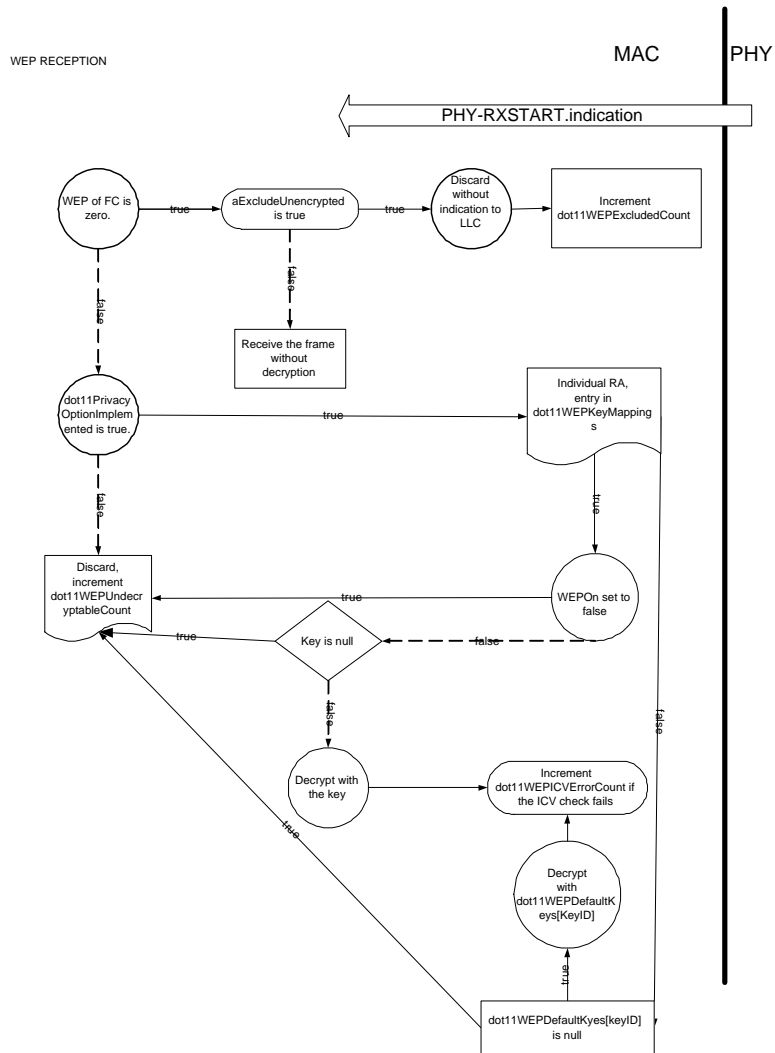 MAC
PHY
WEP RECEPTION
PHY-RXSTART.indication
WEP of FC is
zero.
true
aExcludeUnencrypted
is true
true
Discard
without
indication to
LLC
Increment
dot11WEPExcludedCount
false
false
Receive the frame
without
decryption
dot11Privacy
OptionImplem
ented is true.
true
Individual RA,
entry in
dot11WEPKeyMapping
s
false
true
Discard,
increment
dot11WEPUndecr
yptableCount
true
WEPOn set to
false
true
Key is null
false
false
false
Decrypt with
the key
Increment
dot11WEPICVErrorCount if
the ICV check fails
true
Decrypt
with
dot11WEPDefaultK
eys[KeyID]
true
dot11WEPDefaultKyes[keyID]
is null